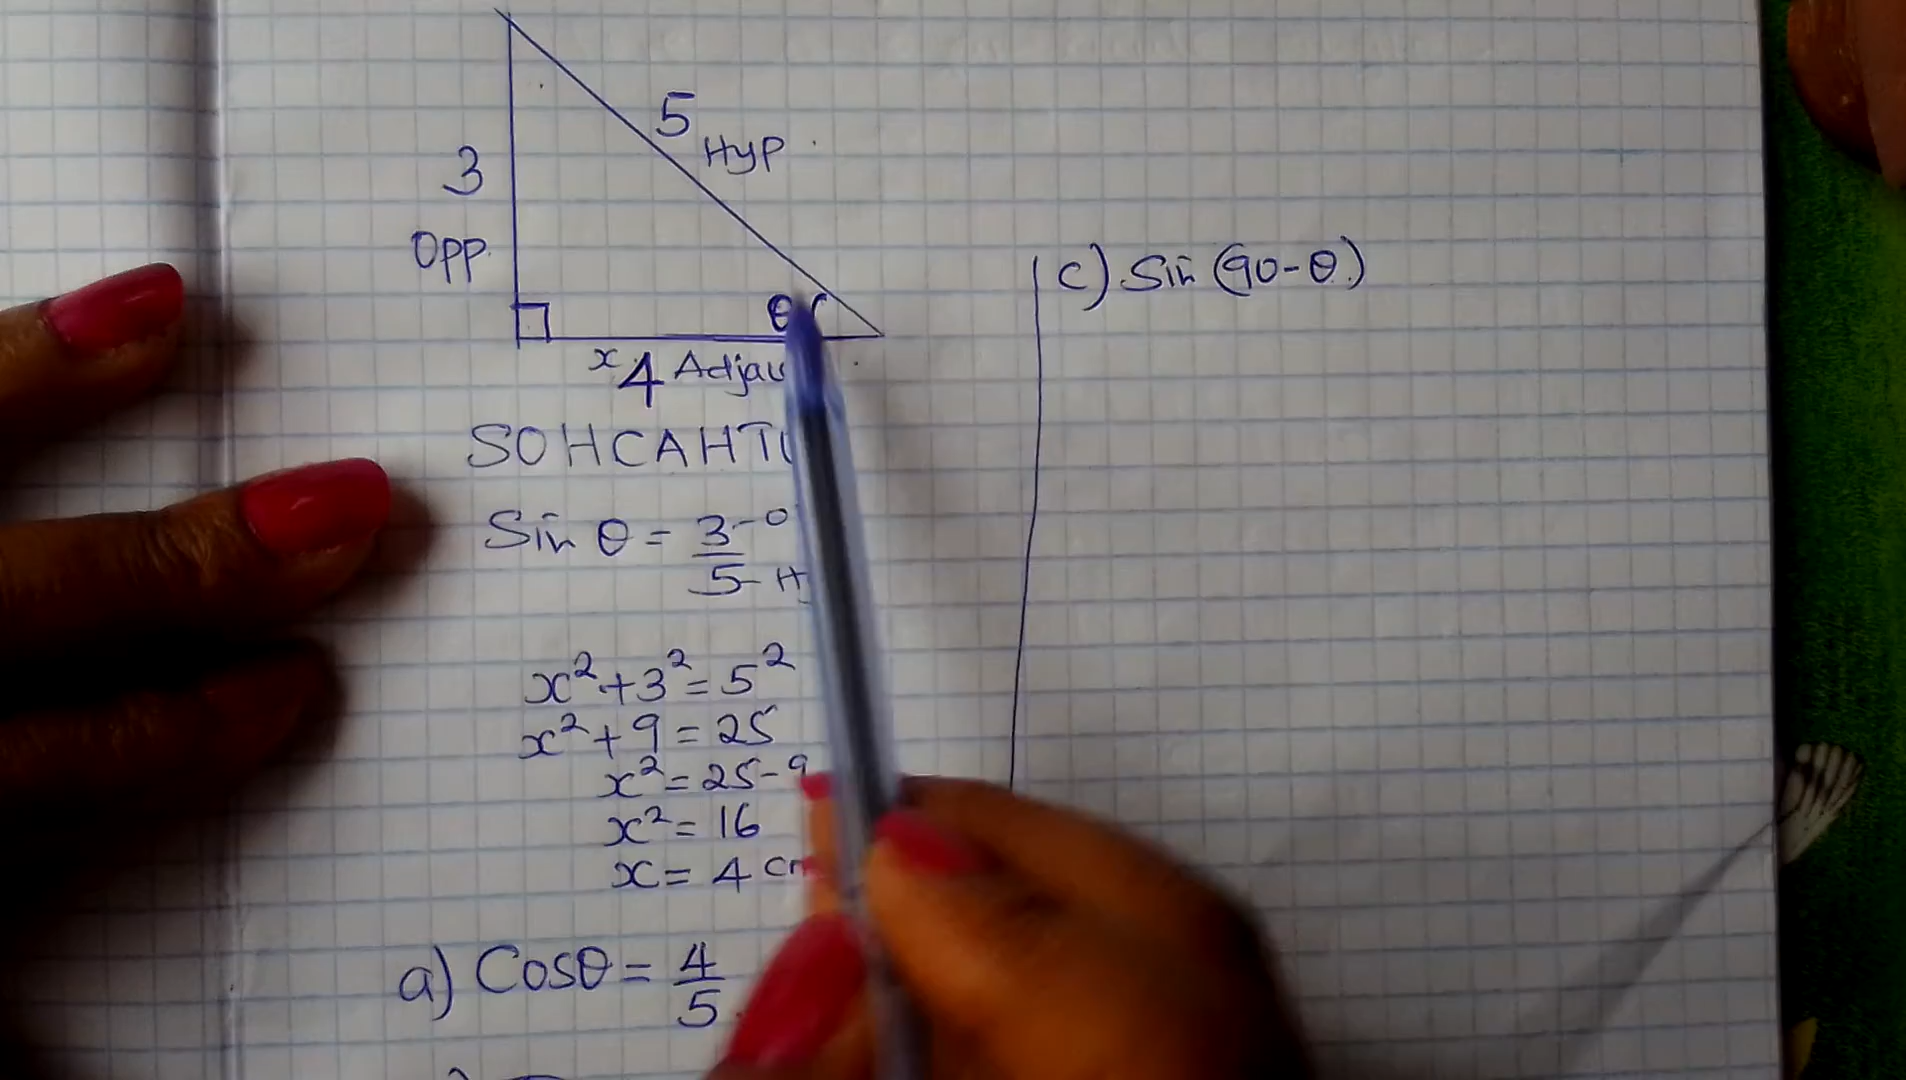 5
Hyp
3
Opp.
θ
x 4
SOHCAHT
Sin θ = 3/5
x² + 3² = 5²
x² + 9 = 25
x² = 25 - 9
x² = 16
x = 4
a) Cosθ = 4/5
c) Sin (90 - θ)